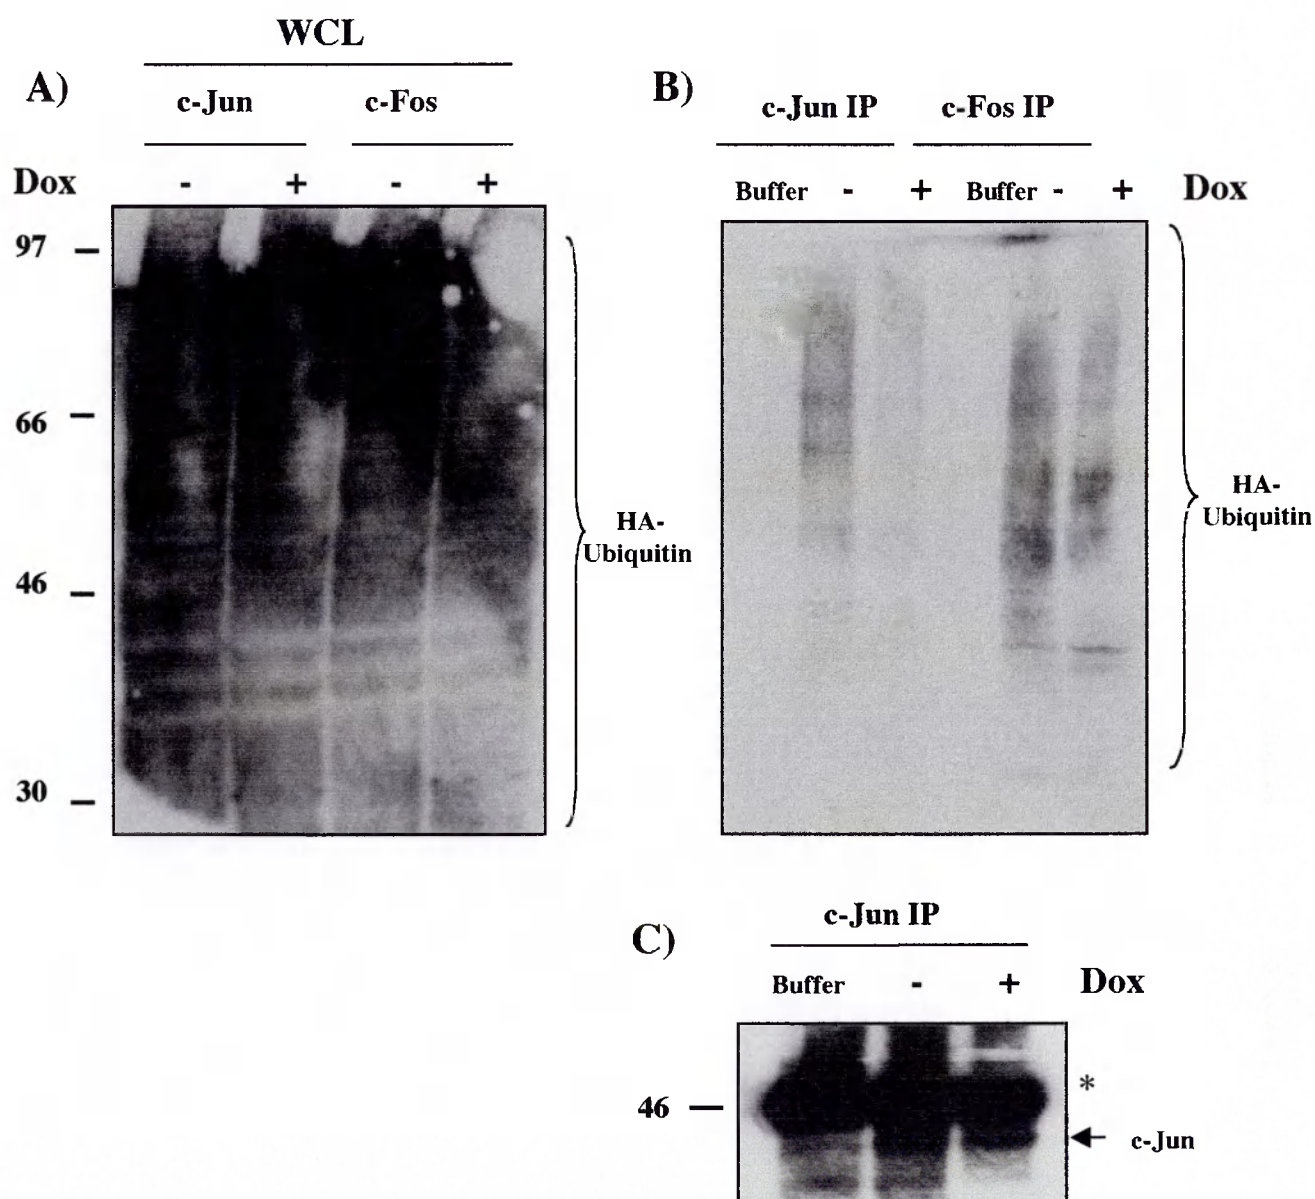 WCL
A)
c-Jun c-Fos
Dox - + - +
97
66
46
30
HA-
Ubiquitin
B)
c-Jun IP c-Fos IP
Buffer - + Buffer - + Dox
HA-
Ubiquitin
C)
c-Jun IP
Buffer - + Dox
*
46
c-Jun